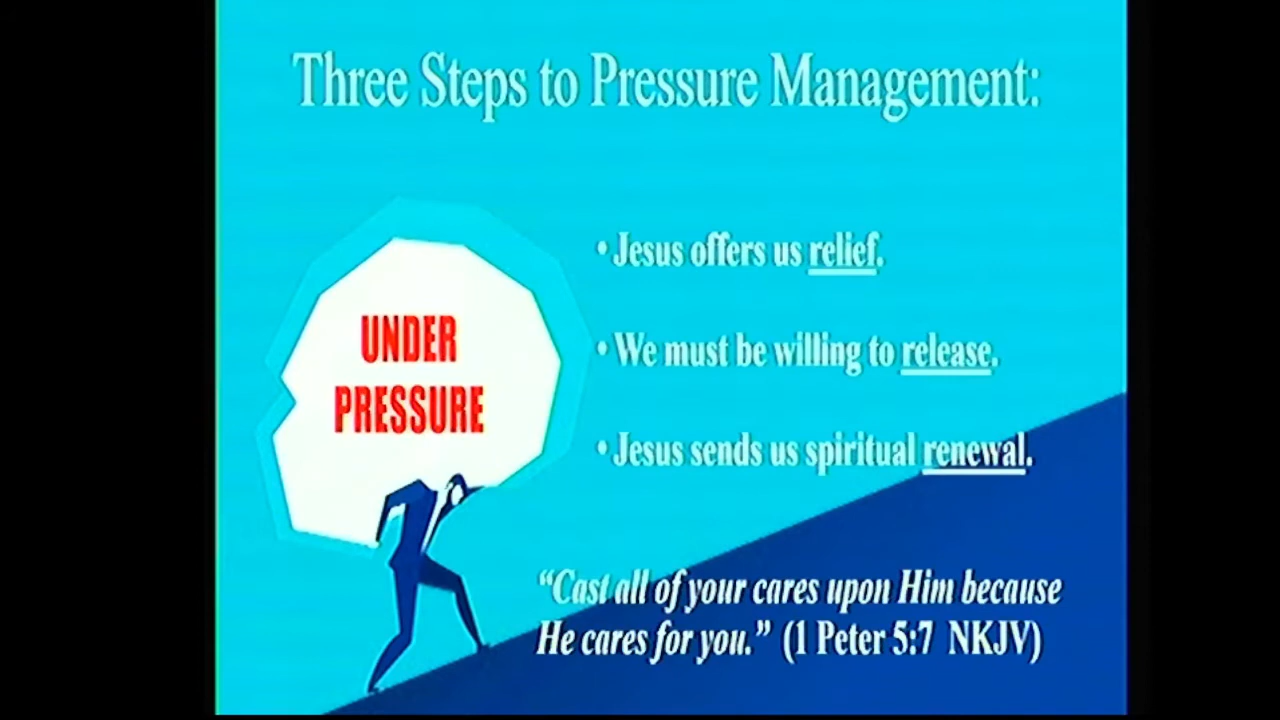 Three Steps to Pressure Management:
• Jesus offers us relief.
UNDER
PRESSURE
• We must be willing to release.
• Jesus sends us spiritual renewal.
“Cast all of your cares upon Him because
He cares for you.” (1 Peter 5:7 NKJV)